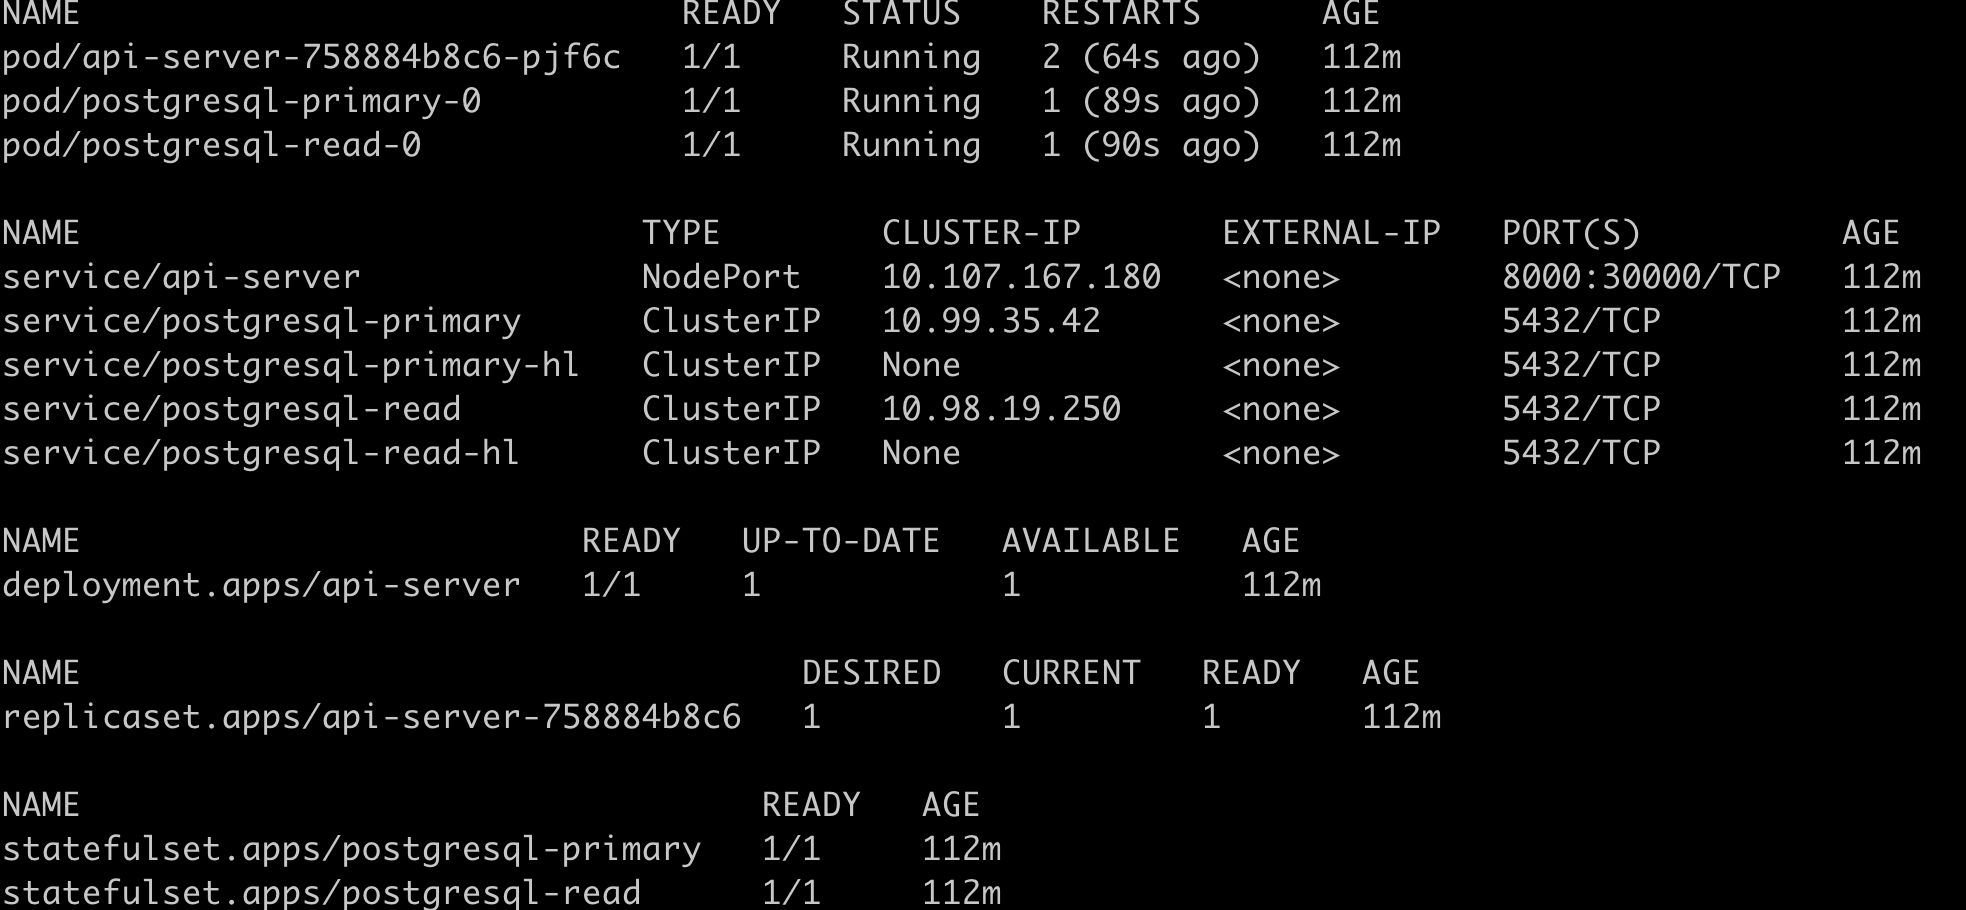 NAME                              READY   STATUS    RESTARTS      AGE
pod/api-server-758884b8c6-pjf6c   1/1     Running   2 (64s ago)   112m
pod/postgresql-primary-0          1/1     Running   1 (89s ago)   112m
pod/postgresql-read-0             1/1     Running   1 (90s ago)   112m

NAME                            TYPE        CLUSTER-IP       EXTERNAL-IP   PORT(S)          AGE
service/api-server              NodePort    10.107.167.180   <none>        8000:30000/TCP   112m
service/postgresql-primary      ClusterIP   10.99.35.42      <none>        5432/TCP         112m
service/postgresql-primary-hl   ClusterIP   None             <none>        5432/TCP         112m
service/postgresql-read         ClusterIP   10.98.19.250     <none>        5432/TCP         112m
service/postgresql-read-hl      ClusterIP   None             <none>        5432/TCP         112m

NAME                         READY   UP-TO-DATE   AVAILABLE   AGE
deployment.apps/api-server   1/1     1            1           112m

NAME                                    DESIRED   CURRENT   READY   AGE
replicaset.apps/api-server-758884b8c6   1         1         1       112m

NAME                                  READY   AGE
statefulset.apps/postgresql-primary   1/1     112m
statefulset.apps/postgresql-read      1/1     112m